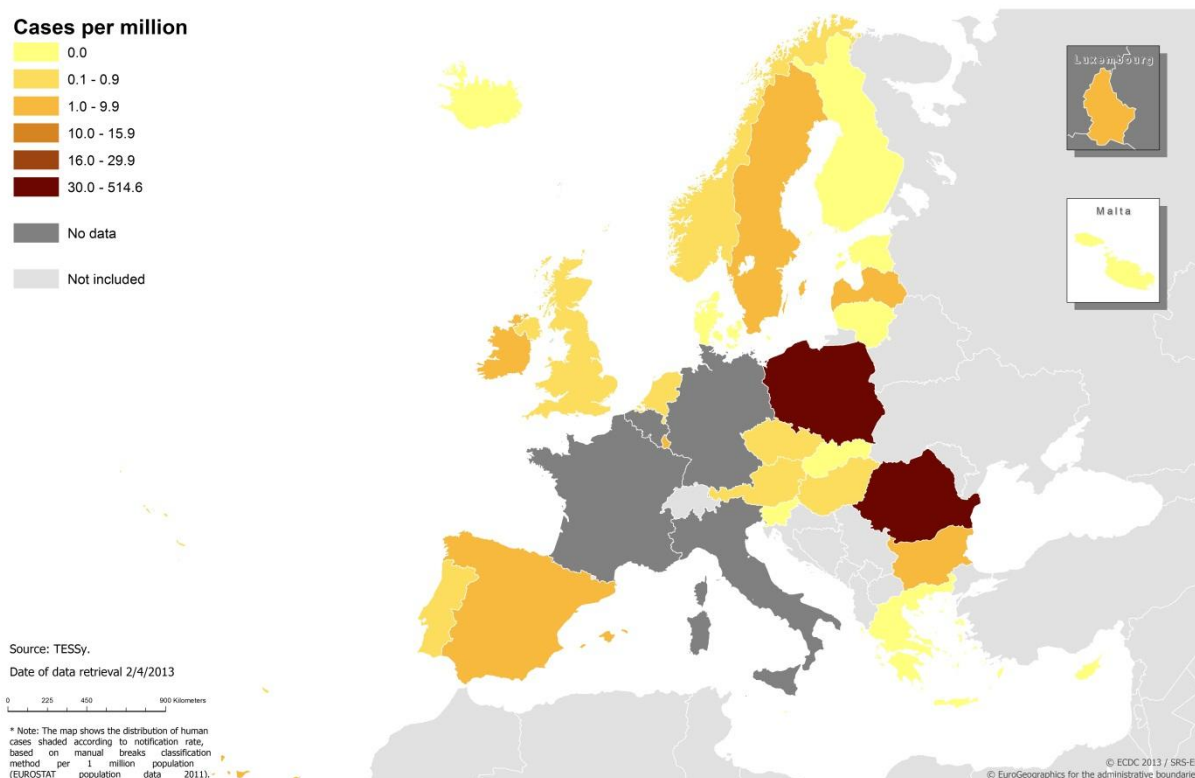 Cases per million
0.0
0.1 - 0.9
1.0 - 9.9
10.0 - 15.9
16.0 - 29.9
30.0 - 514.6
No data
Not included
Luxembourg
Malta
Source: TESSy.
Date of data retrieval 2/4/2013
0 225 450 900 Kilometers
* Note: The map shows the distribution of human
cases shaded according to notification rate,
based on manual breaks classification
method per 1 million population
(EUROSTAT population data 2011).
© ECDC 2013 / SRS-E
© EuroGeographics for the administrative boundarie